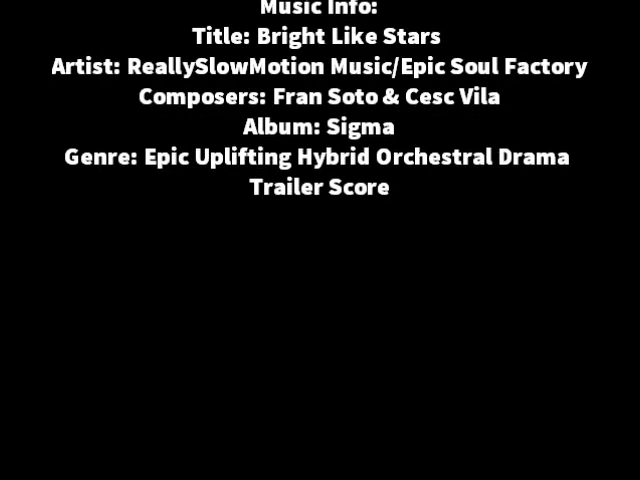 Music Info:
Title: Bright Like Stars
Artist: ReallySlowMotion Music/Epic Soul Factory
Composers: Fran Soto & Cesc Vila
Album: Sigma
Genre: Epic Uplifting Hybrid Orchestral Drama
Trailer Score